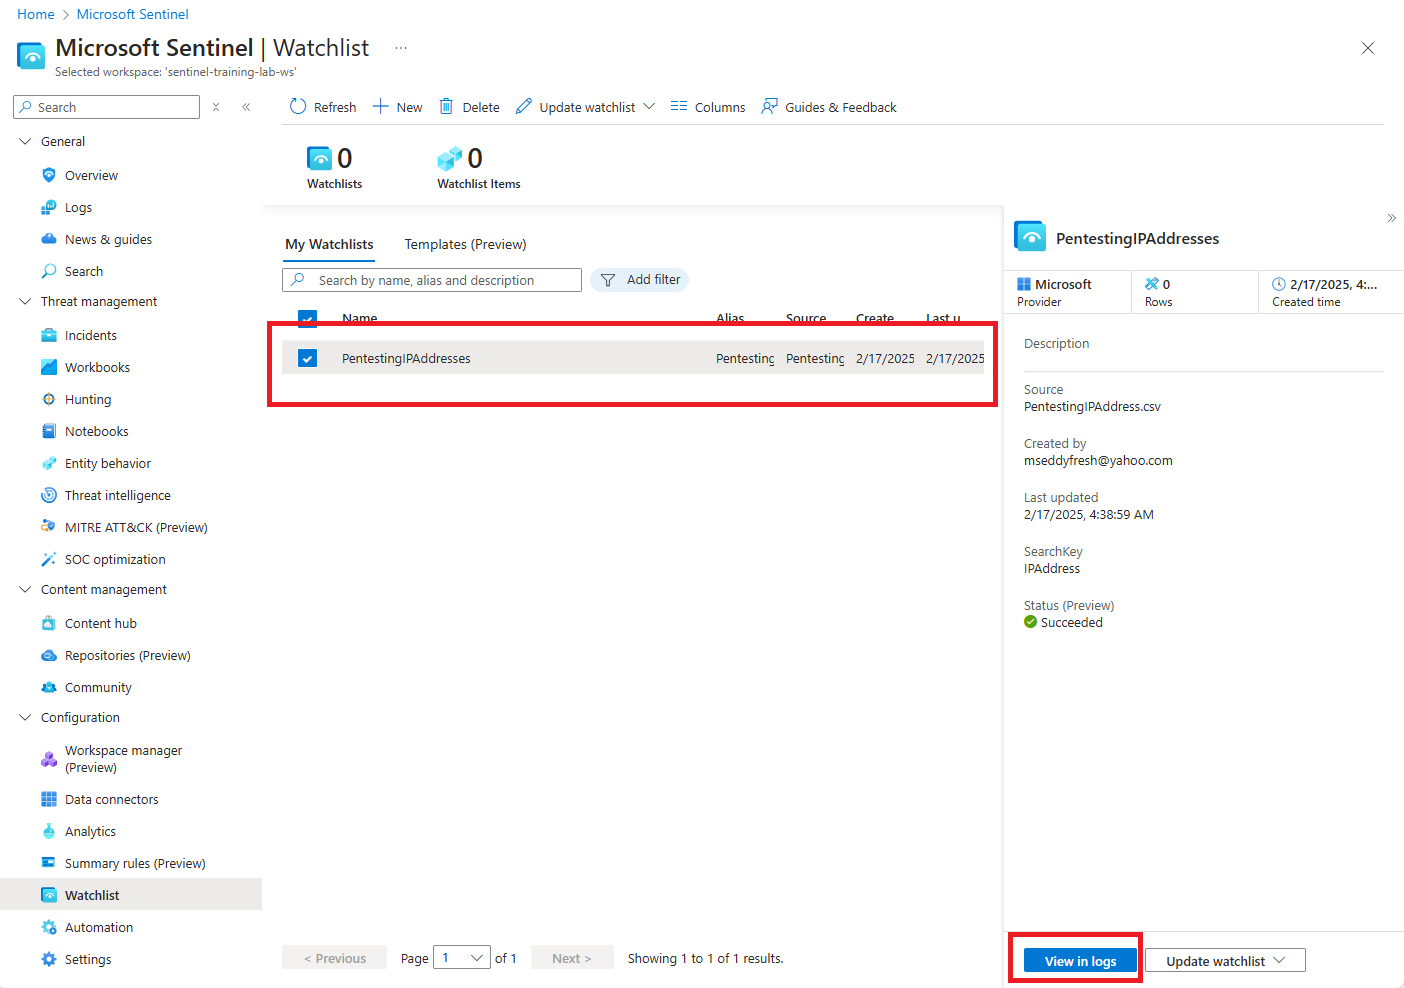 Home > Microsoft Sentinel
Microsoft Sentinel | Watchlist ...
Selected workspace: 'sentinel-training-lab-ws'
Search
Refresh New Delete Update watchlist Columns Guides & Feedback
General
Overview
Logs
News & guides
Search
Threat management
Incidents
Workbooks
Hunting
Notebooks
Entity behavior
Threat intelligence
MITRE ATT&CK (Preview)
SOC optimization
Content management
Content hub
Repositories (Preview)
Community
Configuration
Workspace manager
(Preview)
Data connectors
Analytics
Summary rules (Preview)
Watchlist
Automation
Settings
0 0
Watchlists Watchlist Items
My Watchlists Templates (Preview)
Search by name, alias and description Add filter
Name Alias Source Create Last u
PentestingIPAddresses Pentesting Pentesting 2/17/2025 2/17/2025
< Previous Page 1 of 1 Next > Showing 1 to 1 of 1 results.
PentestingIPAddresses
Microsoft 0 2/17/2025, 4:...
Provider Rows Created time
Description
Source
PentestingIPAddress.csv
Created by
mseddyfresh@yahoo.com
Last updated
2/17/2025, 4:38:59 AM
SearchKey
IPAddress
Status (Preview)
Succeeded
View in logs Update watchlist